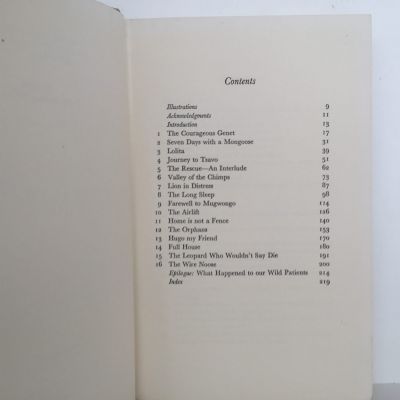 Contents
Illustrations 9
Acknowledgments 11
Introduction 13
1 The Courageous Genet 17
2 Seven Days with a Mongoose 31
3 Lolita 39
4 Journey to Tsavo 51
5 The Rescue—An Interlude 62
6 Valley of the Chimps 73
7 Lion in Distress 87
8 The Long Sleep 98
9 Farewell to Mugwongo 114
10 The Airlift 126
11 Home is not a Fence 140
12 The Orphans 153
13 Hugo my Friend 170
14 Full House 180
15 The Leopard Who Wouldn't Say Die 191
16 The Wire Noose 200
Epilogue: What Happened to our Wild Patients 214
Index 219